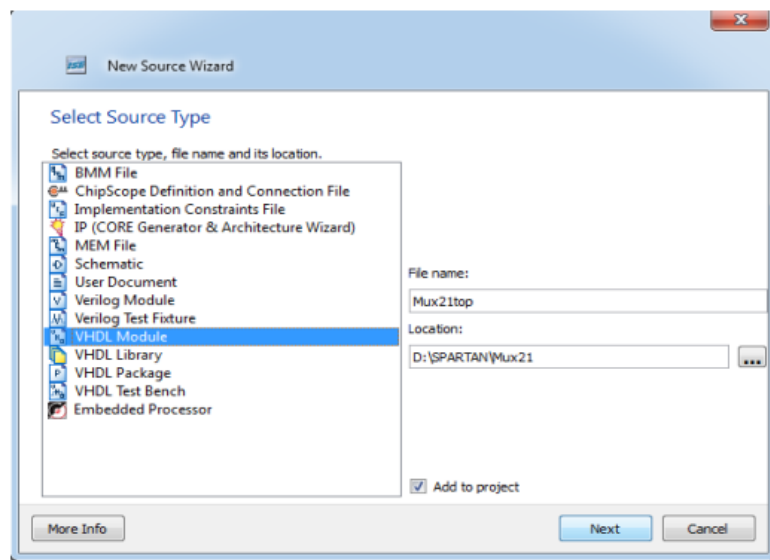 New Source Wizard
Select Source Type
Select source type, file name and its location.
BMM File
ChipScope Definition and Connection File
Implementation Constraints File
IP (CORE Generator & Architecture Wizard)
MEM File
Schematic
User Document
Verilog Module
Verilog Test Fixture
VHDL Module
VHDL Library
VHDL Package
VHDL Test Bench
Embedded Processor
File name:
Mux21top
Location:
D:\SPARTAN\Mux21
...
Add to project
More Info
Next
Cancel